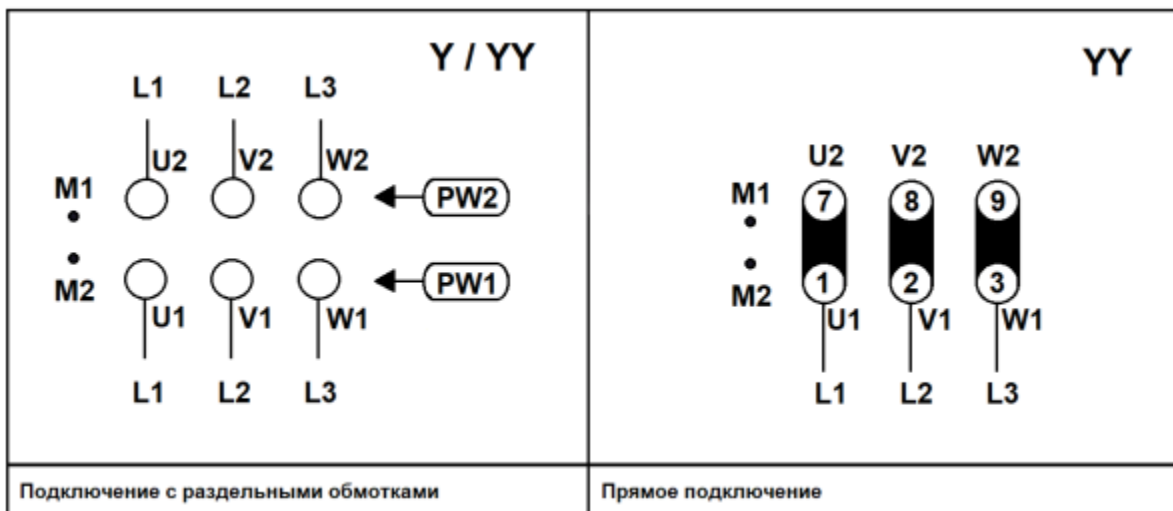 Y / YY
L1 L2 L3
U2 V2 W2
M1
PW2
M2
PW1
U1 V1 W1
L1 L2 L3
Подключение с раздельными обмотками
YY
U2 V2 W2
M1
7 8 9
M2
1 2 3
U1 V1 W1
L1 L2 L3
Прямое подключение